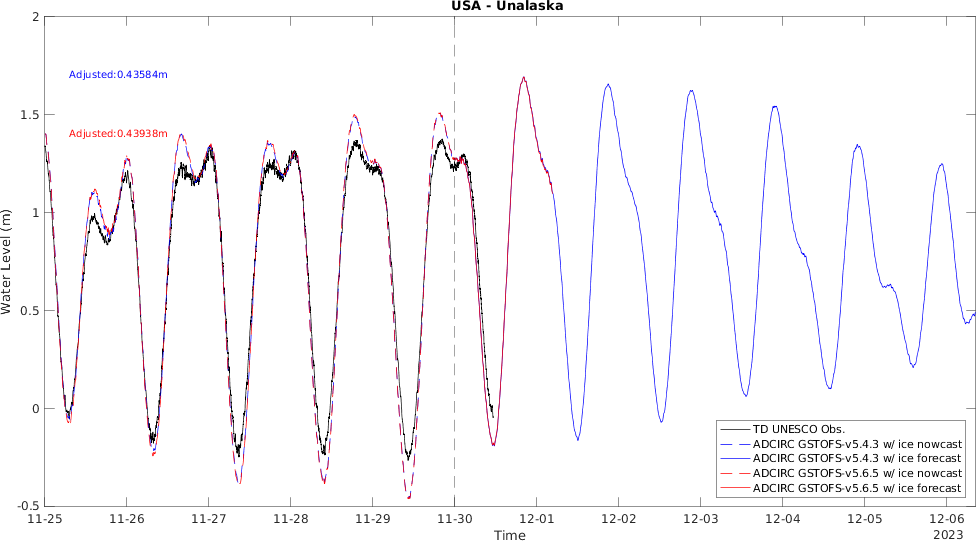 USA - Unalaska
2
1.5
1
0.5
0
-0.5
Water Level (m)
Adjusted:0.43584m
Adjusted:0.43938m
TD UNESCO Obs.
ADCIRC GSTOFS-v5.4.3 w/ ice nowcast
ADCIRC GSTOFS-v5.4.3 w/ ice forecast
ADCIRC GSTOFS-v5.6.5 w/ ice nowcast
ADCIRC GSTOFS-v5.6.5 w/ ice forecast
11-25 11-26 11-27 11-28 11-29 11-30 12-01 12-02 12-03 12-04 12-05 12-06
2023
Time